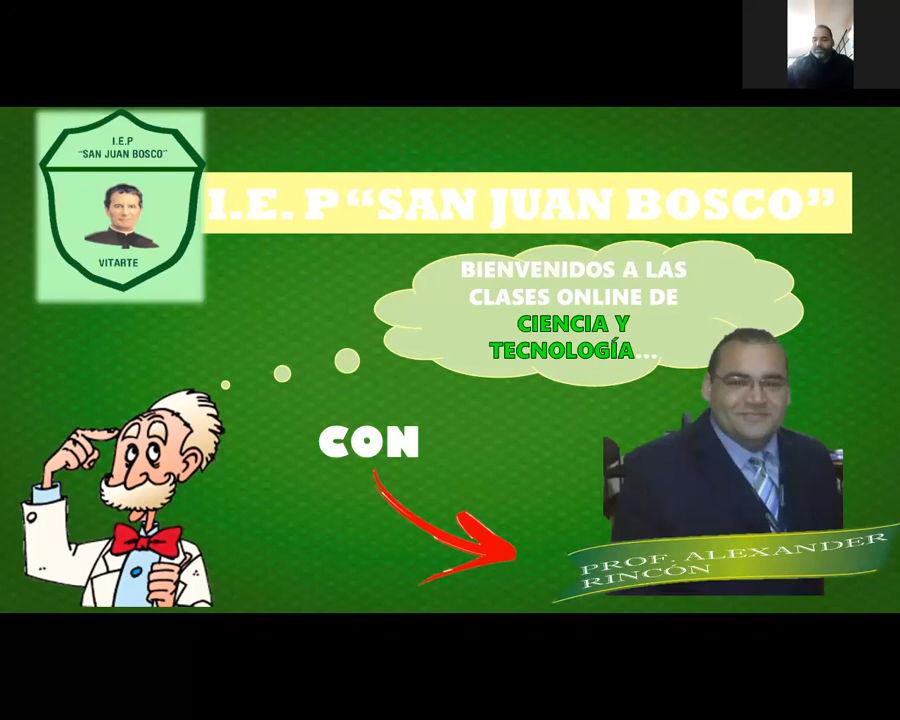 I.E.P
“SAN JUAN BOSCO”
VITARTE
I.E. P“SAN JUAN BOSCO”
BIENVENIDOS A LAS
CLASES ONLINE DE
CIENCIA Y
TECNOLOGÍA...
CON
PROF. ALEXANDER
RINCÓN